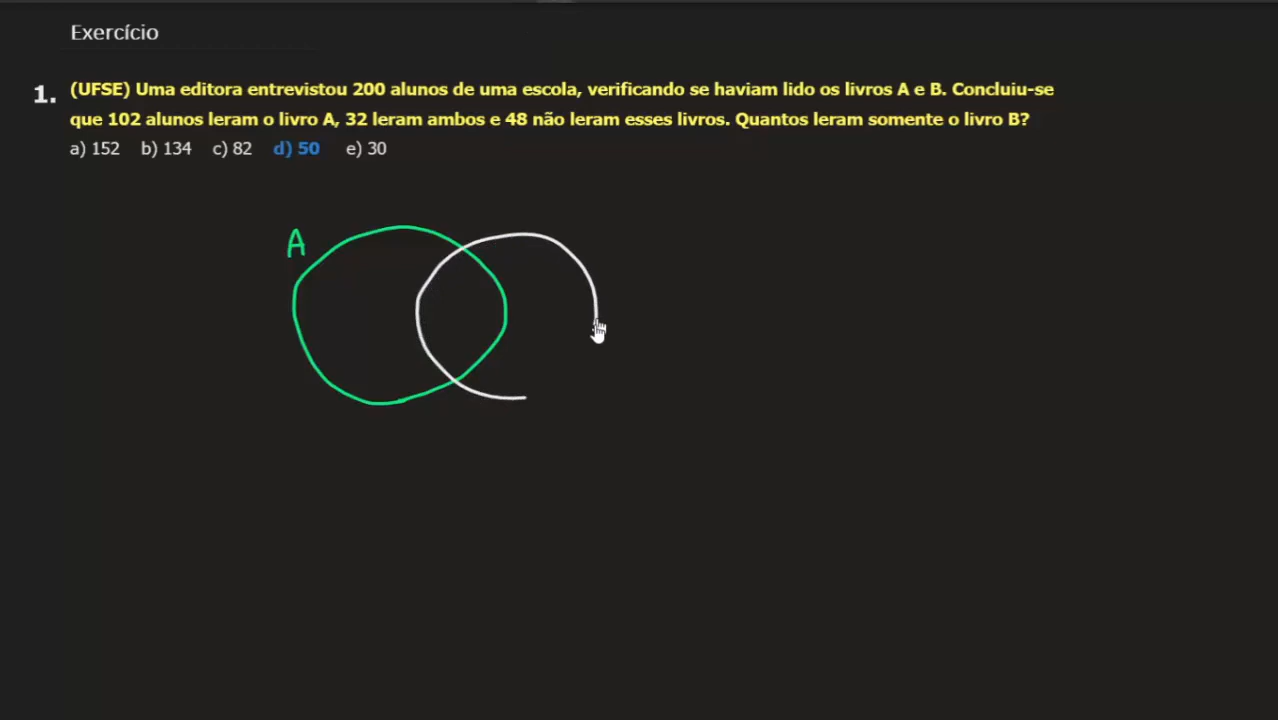 Exercício
1. (UFSE) Uma editora entrevistou 200 alunos de uma escola, verificando se haviam lido os livros A e B. Concluiu-se
que 102 alunos leram o livro A, 32 leram ambos e 48 não leram esses livros. Quantos leram somente o livro B?
a) 152 b) 134 c) 82 d) 50 e) 30
A